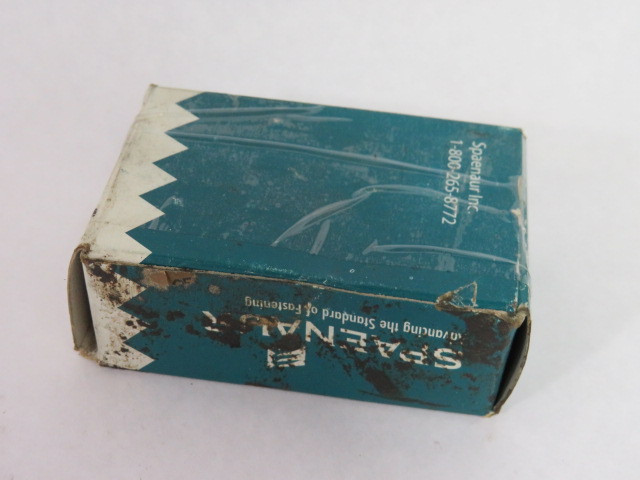 Spaenaur Inc.
1-800-265-8772
SPAENAUR
Advancing the Standard of Fastening